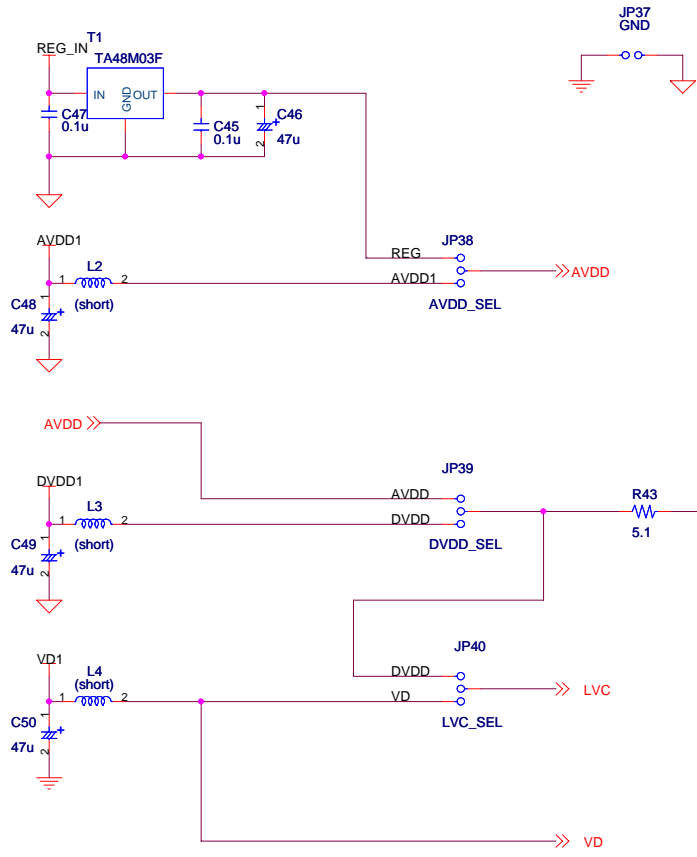 JP37
GND
T1
REG_IN
TA48M03F
IN
GND
OUT
C47
0.1u
C45
0.1u
1
2
C46
47u
JP38
REG
AVDD
AVDD1
AVDD_SEL
AVDD1
L2
1
2
(short)
C48
47u
1
2
AVDD
JP39
AVDD
DVDD
DVDD_SEL
R43
5.1
DVDD1
L3
1
2
(short)
C49
47u
1
2
JP40
DVDD
VD
LVC_SEL
LVC
VD1
L4
(short)
1
2
C50
47u
1
2
VD